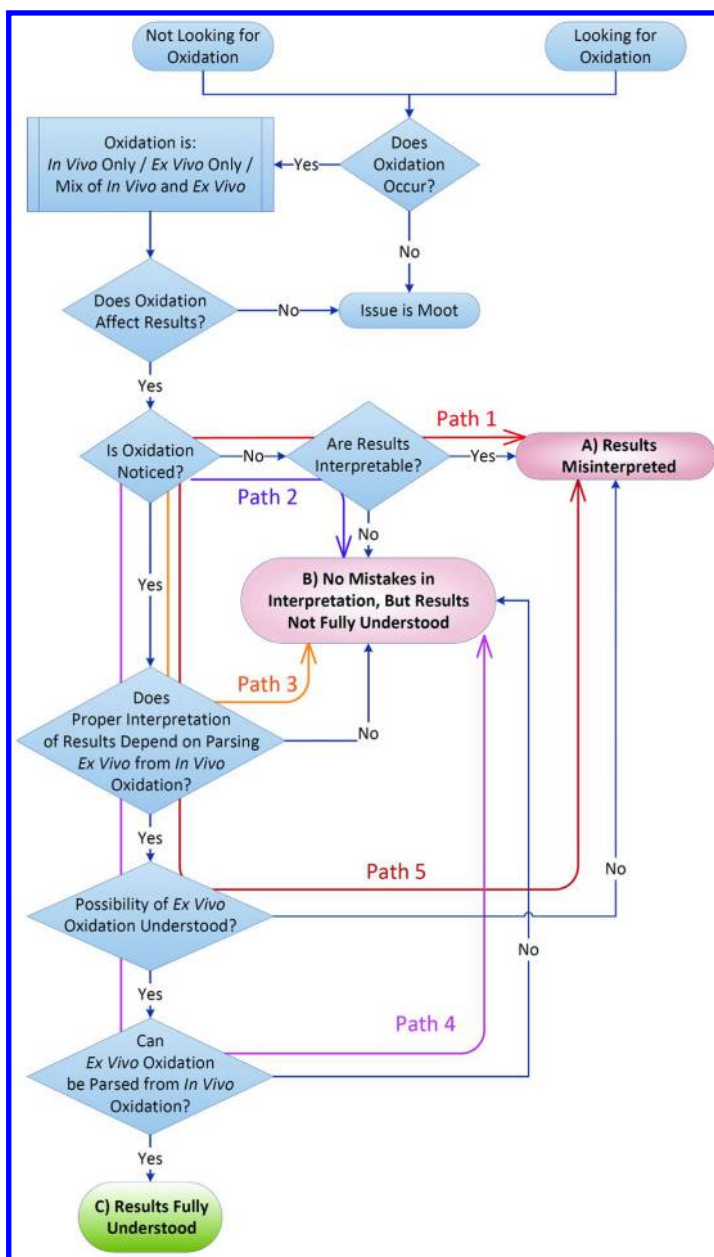 Not Looking for
Oxidation
Looking for
Oxidation
Does
Oxidation
Occur?
Yes
Oxidation is:
In Vivo Only / Ex Vivo Only /
Mix of In Vivo and Ex Vivo
No
Does Oxidation
Affect Results?
No
Issue is Moot
Yes
Path 1
Is Oxidation
Noticed?
No
Are Results
Interpretable?
Yes
A) Results
Misinterpreted
Path 2
No
Yes
B) No Mistakes in
Interpretation, But Results
Not Fully Understood
Path 3
Does
Proper Interpretation
of Results Depend on Parsing
Ex Vivo from In Vivo
Oxidation?
No
Yes
Path 5
No
Possibility of Ex Vivo
Oxidation Understood?
No
Yes
Path 4
Can
Ex Vivo Oxidation
be Parsed from In Vivo
Oxidation?
Yes
C) Results Fully
Understood